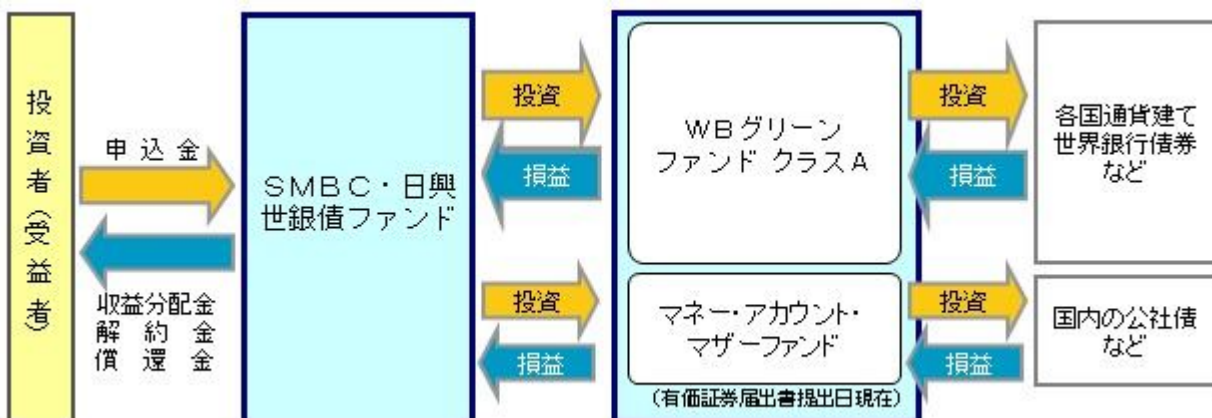 投資者（受益者）
申込金
収益分配金
解約金
償還金
ＳＭＢＣ・日興
世銀債ファンド
投資
損益
投資
損益
ＷＢグリーン
ファンド クラスＡ
マネー・アカウント・
マザーファンド
（有価証券届出書提出日現在）
投資
損益
投資
損益
各国通貨建て
世界銀行債券
など
国内の公社債
など